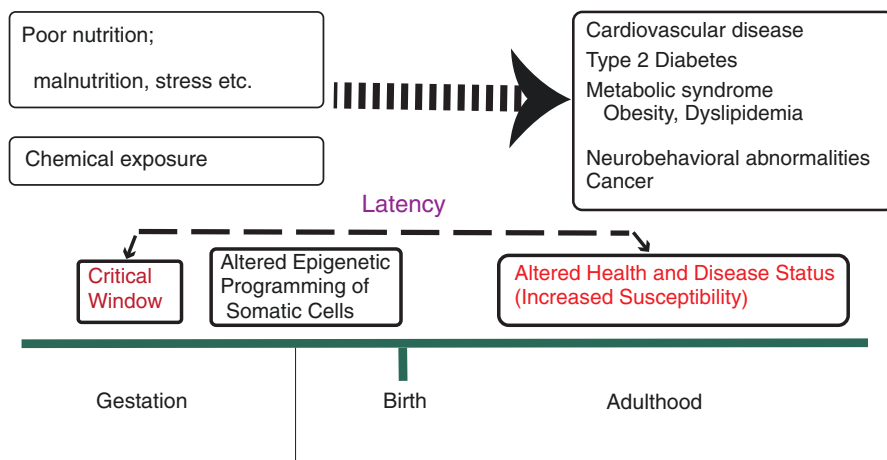 Poor nutrition;
malnutrition, stress etc.
Chemical exposure
Cardiovascular disease
Type 2 Diabetes
Metabolic syndrome
Obesity, Dyslipidemia
Neurobehavioral abnormalities
Cancer
Latency
Critical
Window
Altered Epigenetic
Programming of
Somatic Cells
Altered Health and Disease Status
(Increased Susceptibility)
Gestation
Birth
Adulthood